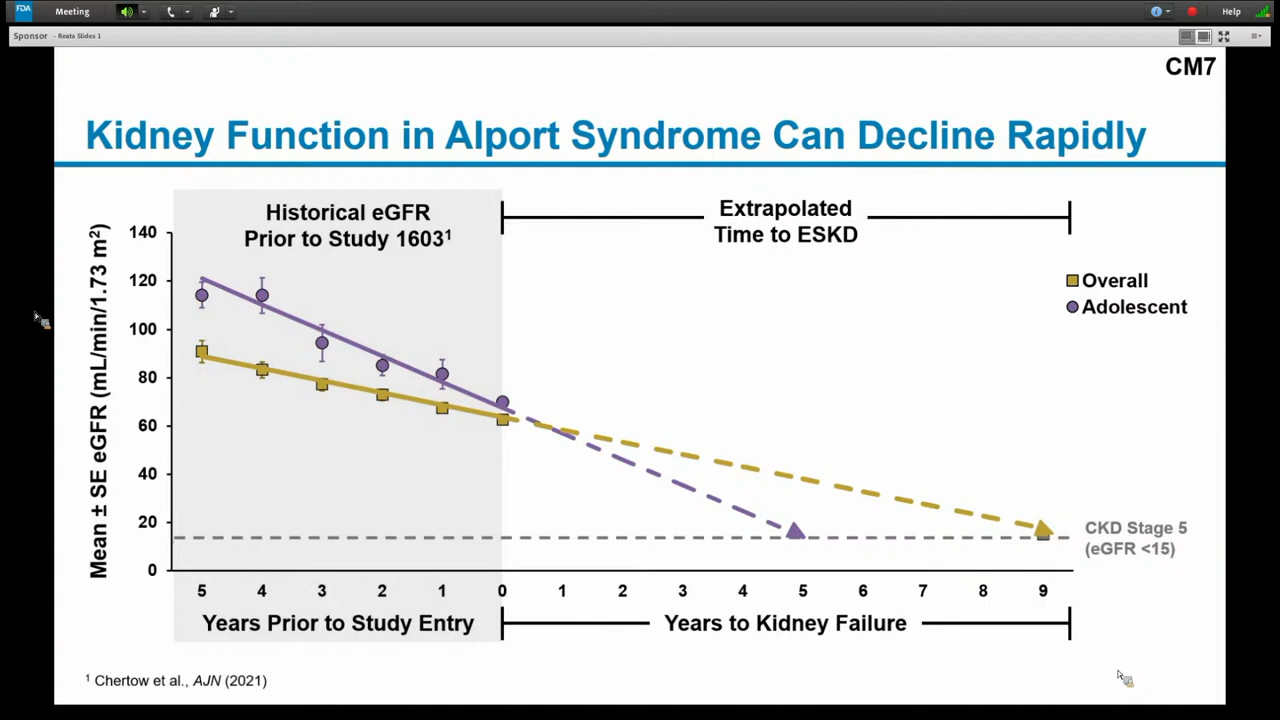 FDA
Meeting
Help
Sponsor - Reata Slides 1
CM7
Kidney Function in Alport Syndrome Can Decline Rapidly
Historical eGFR
Prior to Study 1603¹
Extrapolated
Time to ESKD
Mean ± SE eGFR (mL/min/1.73 m²)
140
120
100
80
60
40
20
0
Overall
Adolescent
CKD Stage 5
(eGFR <15)
5 4 3 2 1 0 1 2 3 4 5 6 7 8 9
Years Prior to Study Entry
Years to Kidney Failure
¹ Chertow et al., AJN (2021)